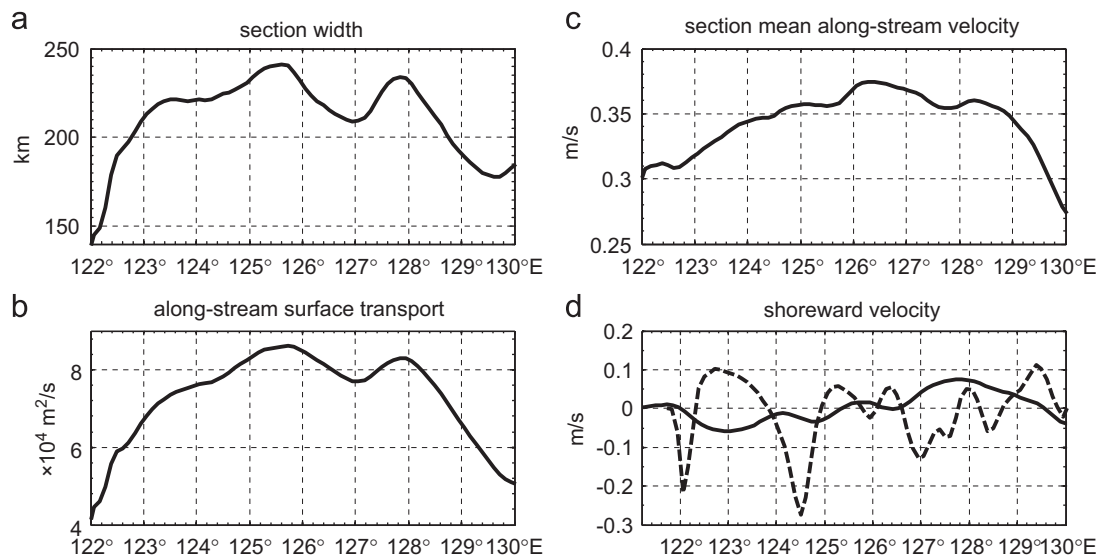 a
section width
250
200
150
km
122° 123° 124° 125° 126° 127° 128° 129° 130°E
b
along-stream surface transport
8
6
4
×10⁴ m²/s
122° 123° 124° 125° 126° 127° 128° 129° 130°E
c
section mean along-stream velocity
0.4
0.35
0.3
0.25
m/s
122° 123° 124° 125° 126° 127° 128° 129° 130°E
d
shoreward velocity
0.2
0.1
0
-0.1
-0.2
-0.3
m/s
122° 123° 124° 125° 126° 127° 128° 129° 130°E